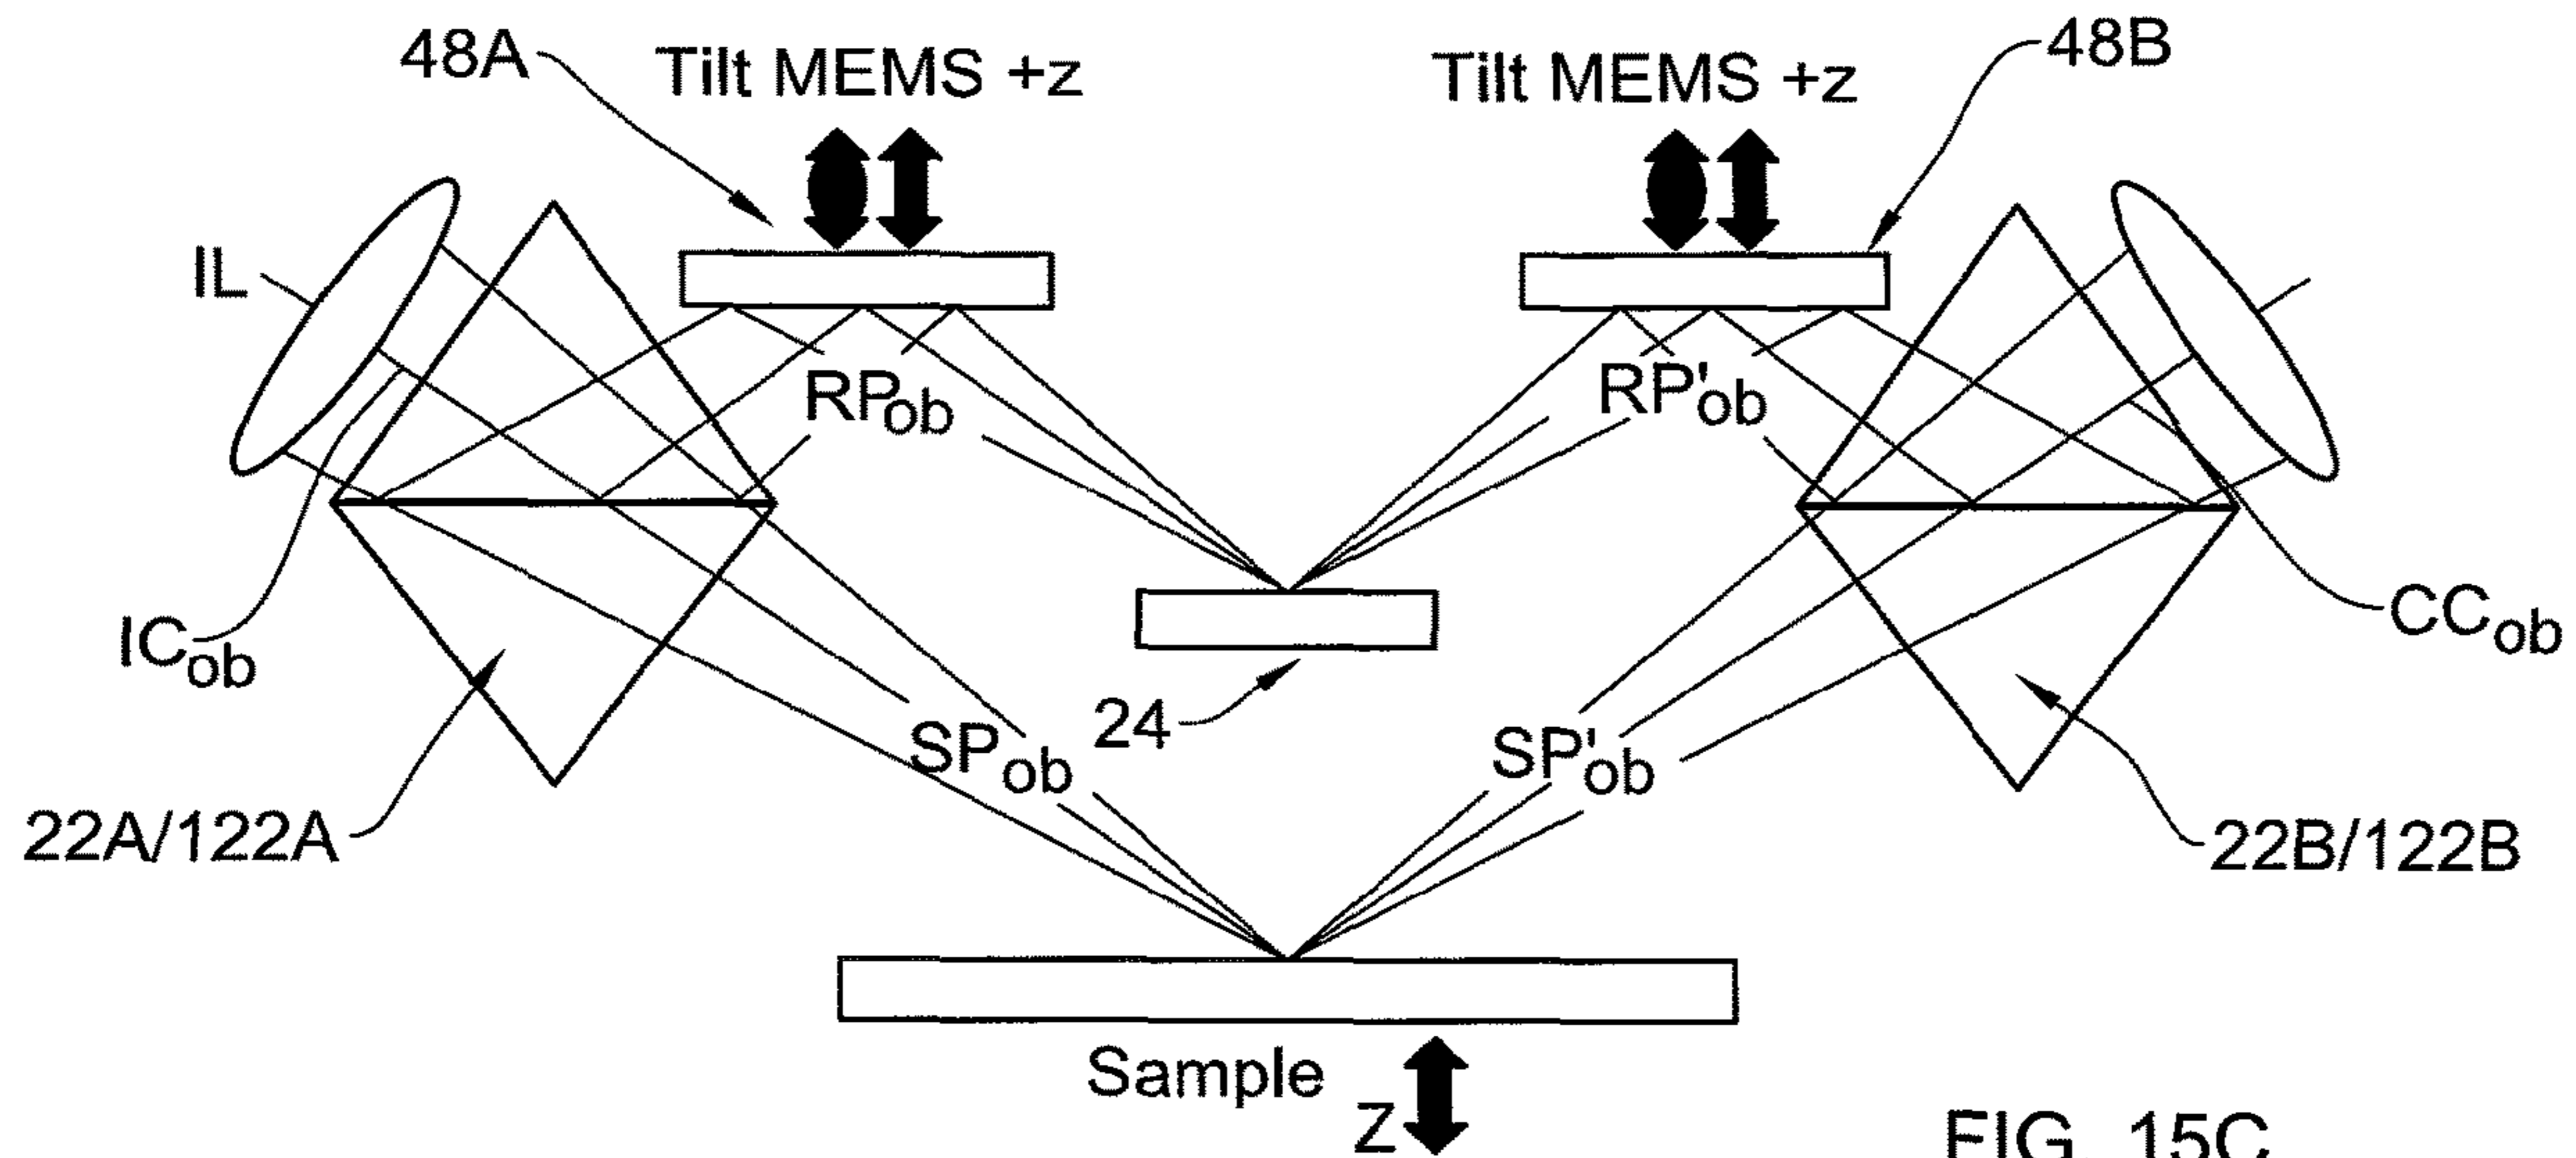 48A
Tilt MEMS +z
Tilt MEMS +z
48B
IL
RPob
RP'ob
ICob
CCob
24
SPob
SP'ob
22A/122A
22B/122B
Sample
Z
FIG. 15C